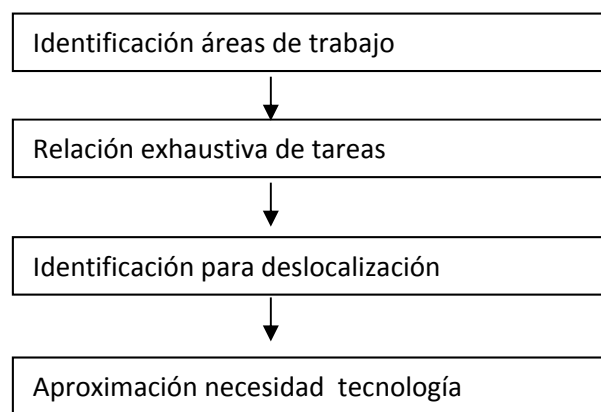 Identificación áreas de trabajo
Relación exhaustiva de tareas
Identificación para deslocalización
Aproximación necesidad  tecnología